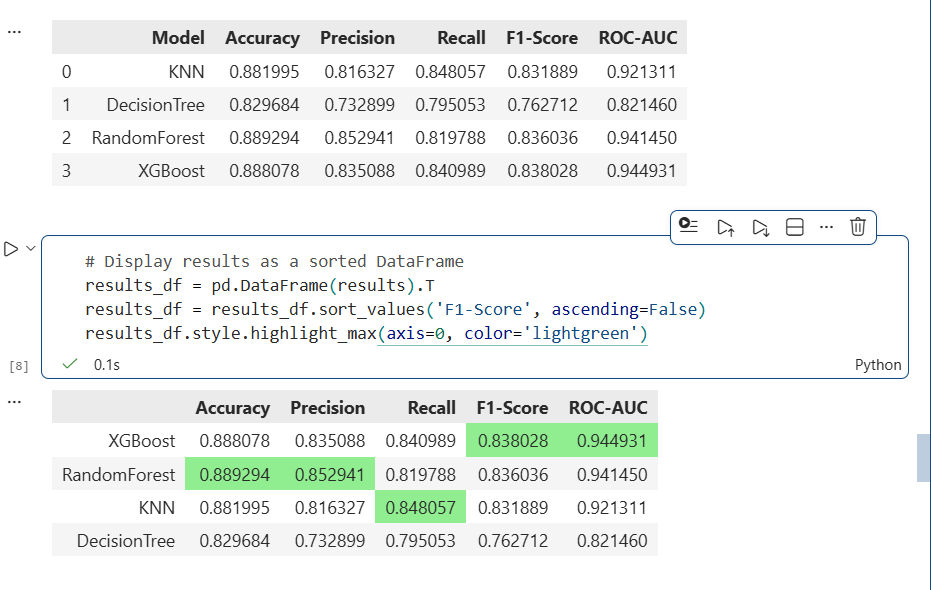 ...
Model Accuracy Precision Recall F1-Score ROC-AUC
0 KNN 0.881995 0.816327 0.848057 0.831889 0.921311
1 DecisionTree 0.829684 0.732899 0.795053 0.762712 0.821460
2 RandomForest 0.889294 0.852941 0.819788 0.836036 0.941450
3 XGBoost 0.888078 0.835088 0.840989 0.838028 0.944931
...
# Display results as a sorted DataFrame
results_df = pd.DataFrame(results).T
results_df = results_df.sort_values('F1-Score', ascending=False)
results_df.style.highlight_max(axis=0, color='lightgreen')
[8] 0.1s Python
...
Accuracy Precision Recall F1-Score ROC-AUC
XGBoost 0.888078 0.835088 0.840989 0.838028 0.944931
RandomForest 0.889294 0.852941 0.819788 0.836036 0.941450
KNN 0.881995 0.816327 0.848057 0.831889 0.921311
DecisionTree 0.829684 0.732899 0.795053 0.762712 0.821460